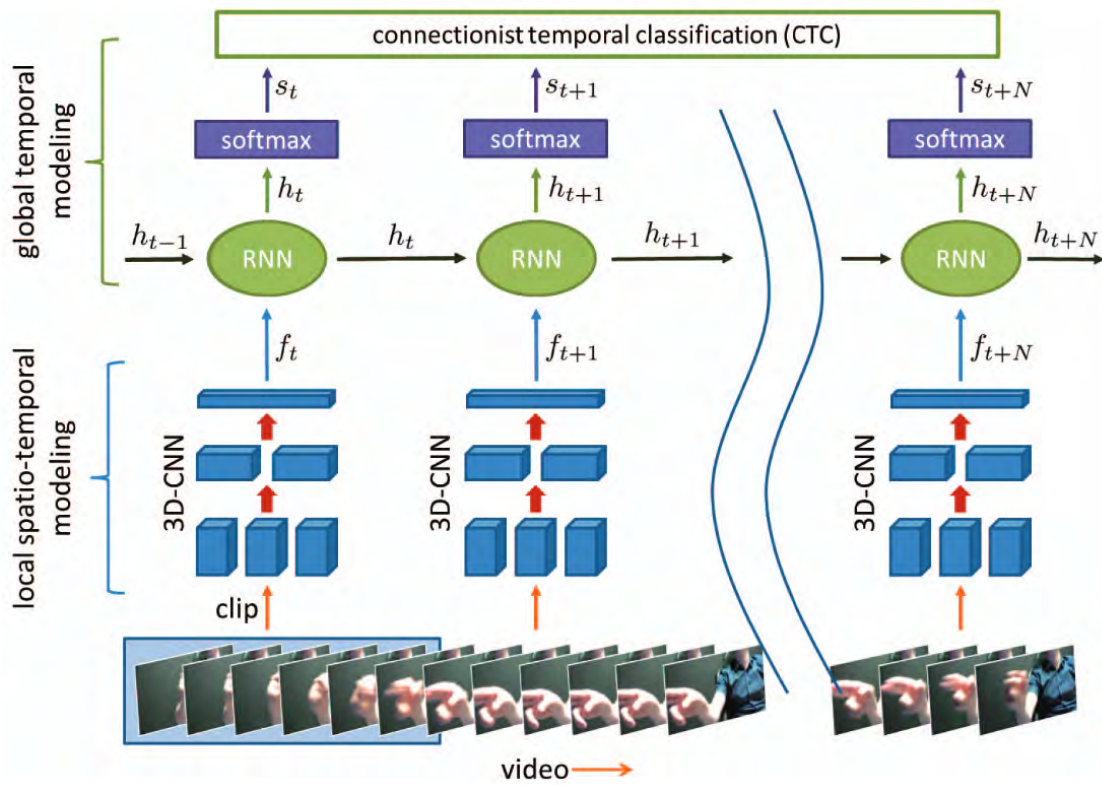 connectionist temporal classification (CTC)
s_t
s_{t+1}
s_{t+N}
softmax
softmax
softmax
h_t
h_{t+1}
h_{t+N}
global temporal
modeling
h_{t-1}
RNN
h_t
RNN
h_{t+1}
RNN
h_{t+N}
f_t
f_{t+1}
f_{t+N}
local spatio-temporal
modeling
3D-CNN
3D-CNN
3D-CNN
clip
video